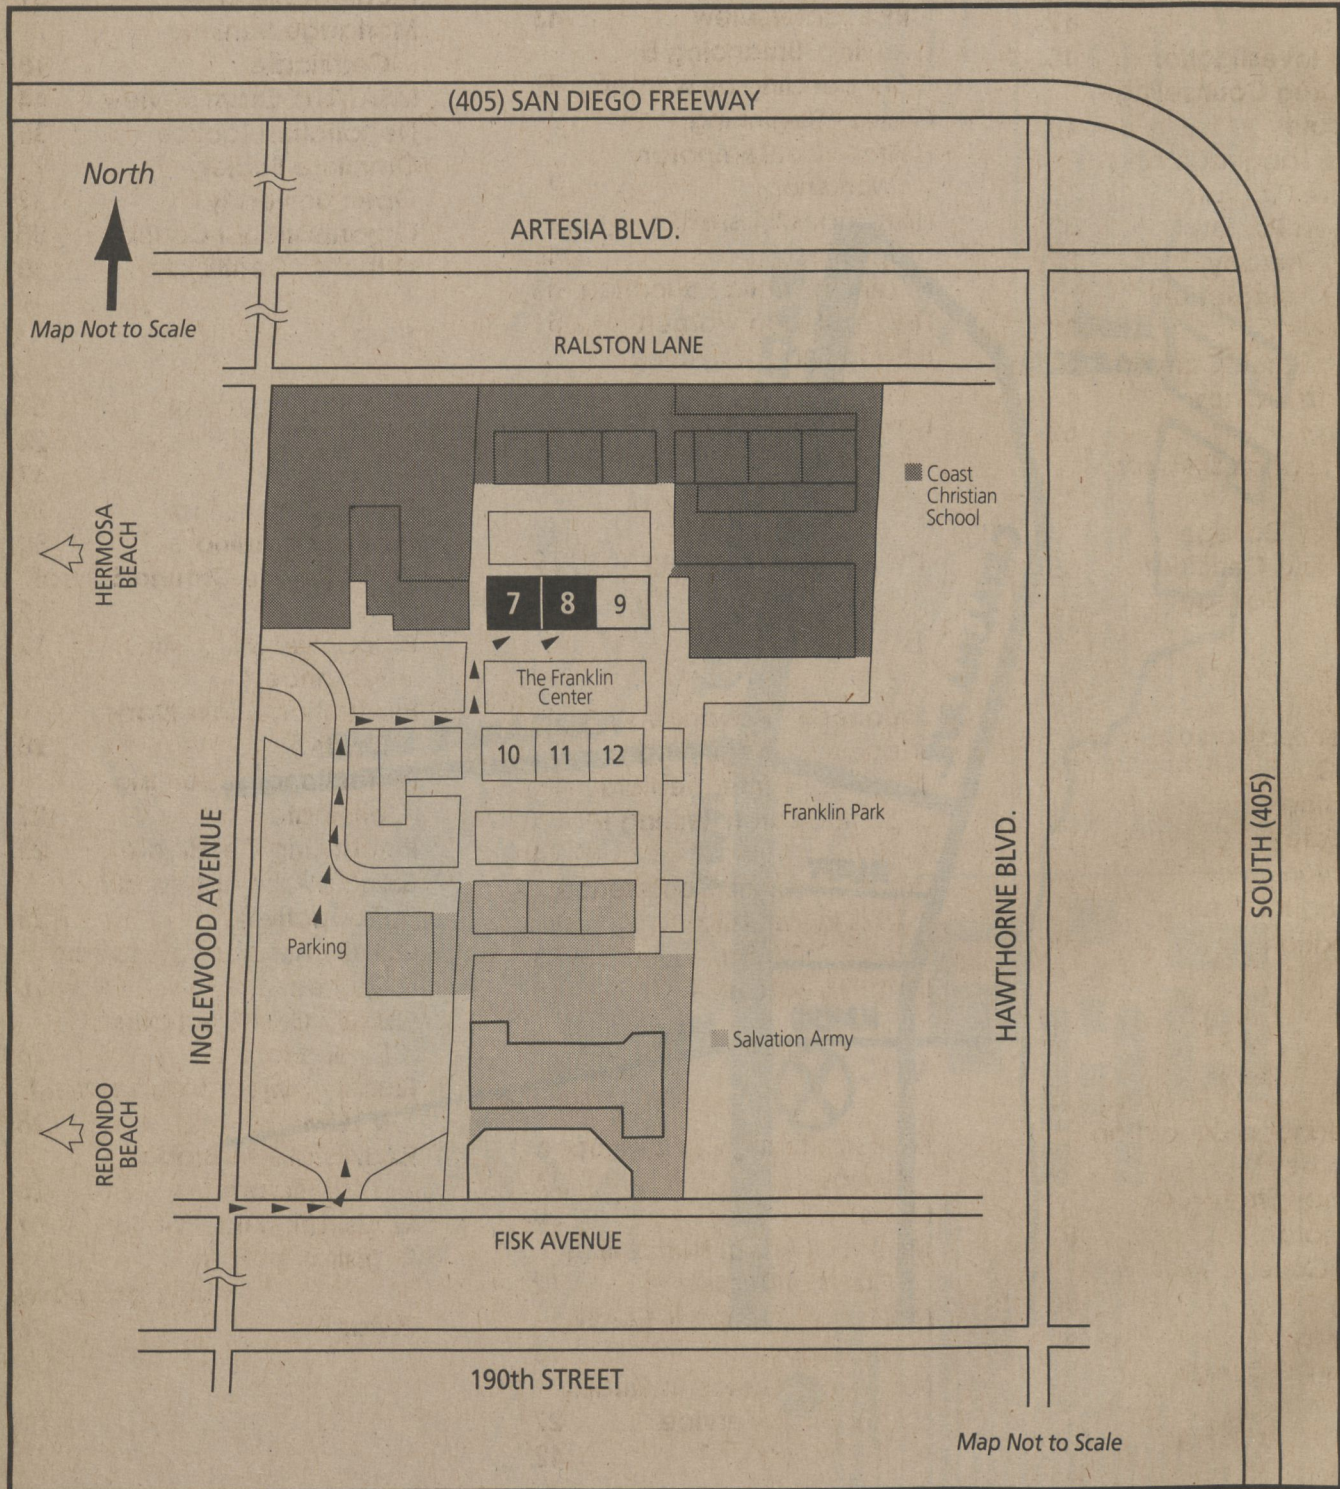 (405) SAN DIEGO FREEWAY
North
Map Not to Scale
ARTESIA BLVD.
RALSTON LANE
Coast
Christian
School
HERMOSA
BEACH
7 8 9
The Franklin
Center
10 11 12
Franklin Park
INGLEWOOD AVENUE
HAWTHORNE BLVD.
SOUTH (405)
Parking
Salvation Army
REDONDO
BEACH
FISK AVENUE
190th STREET
Map Not to Scale